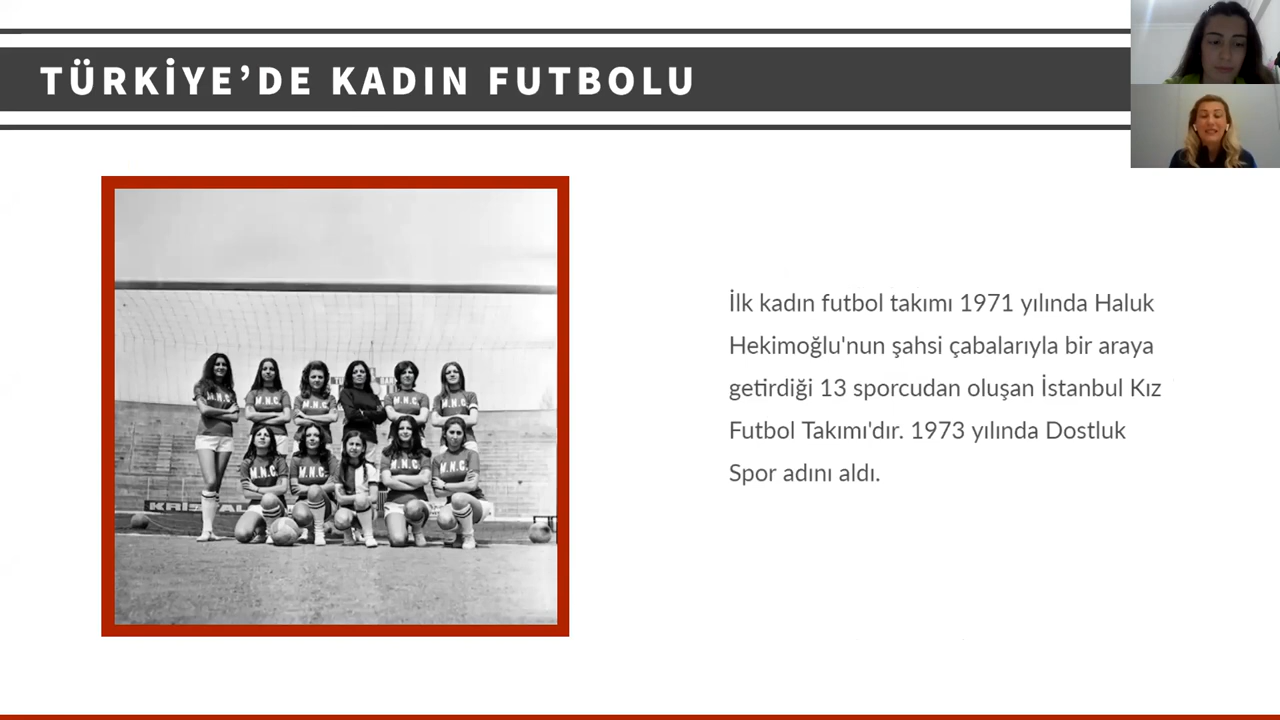 TÜRKİYE’DE KADIN FUTBOLU
İlk kadın futbol takımı 1971 yılında Haluk
Hekimoğlu'nun şahsi çabalarıyla bir araya
getirdiği 13 sporcudan oluşan İstanbul Kız
Futbol Takımı'dır. 1973 yılında Dostluk
Spor adını aldı.
M.N.C.
M.N.C.
M.N.C.
M.N.C.
M.N.C.
M.N.C.
M.N.C.
M.N.C.
M.N.C.